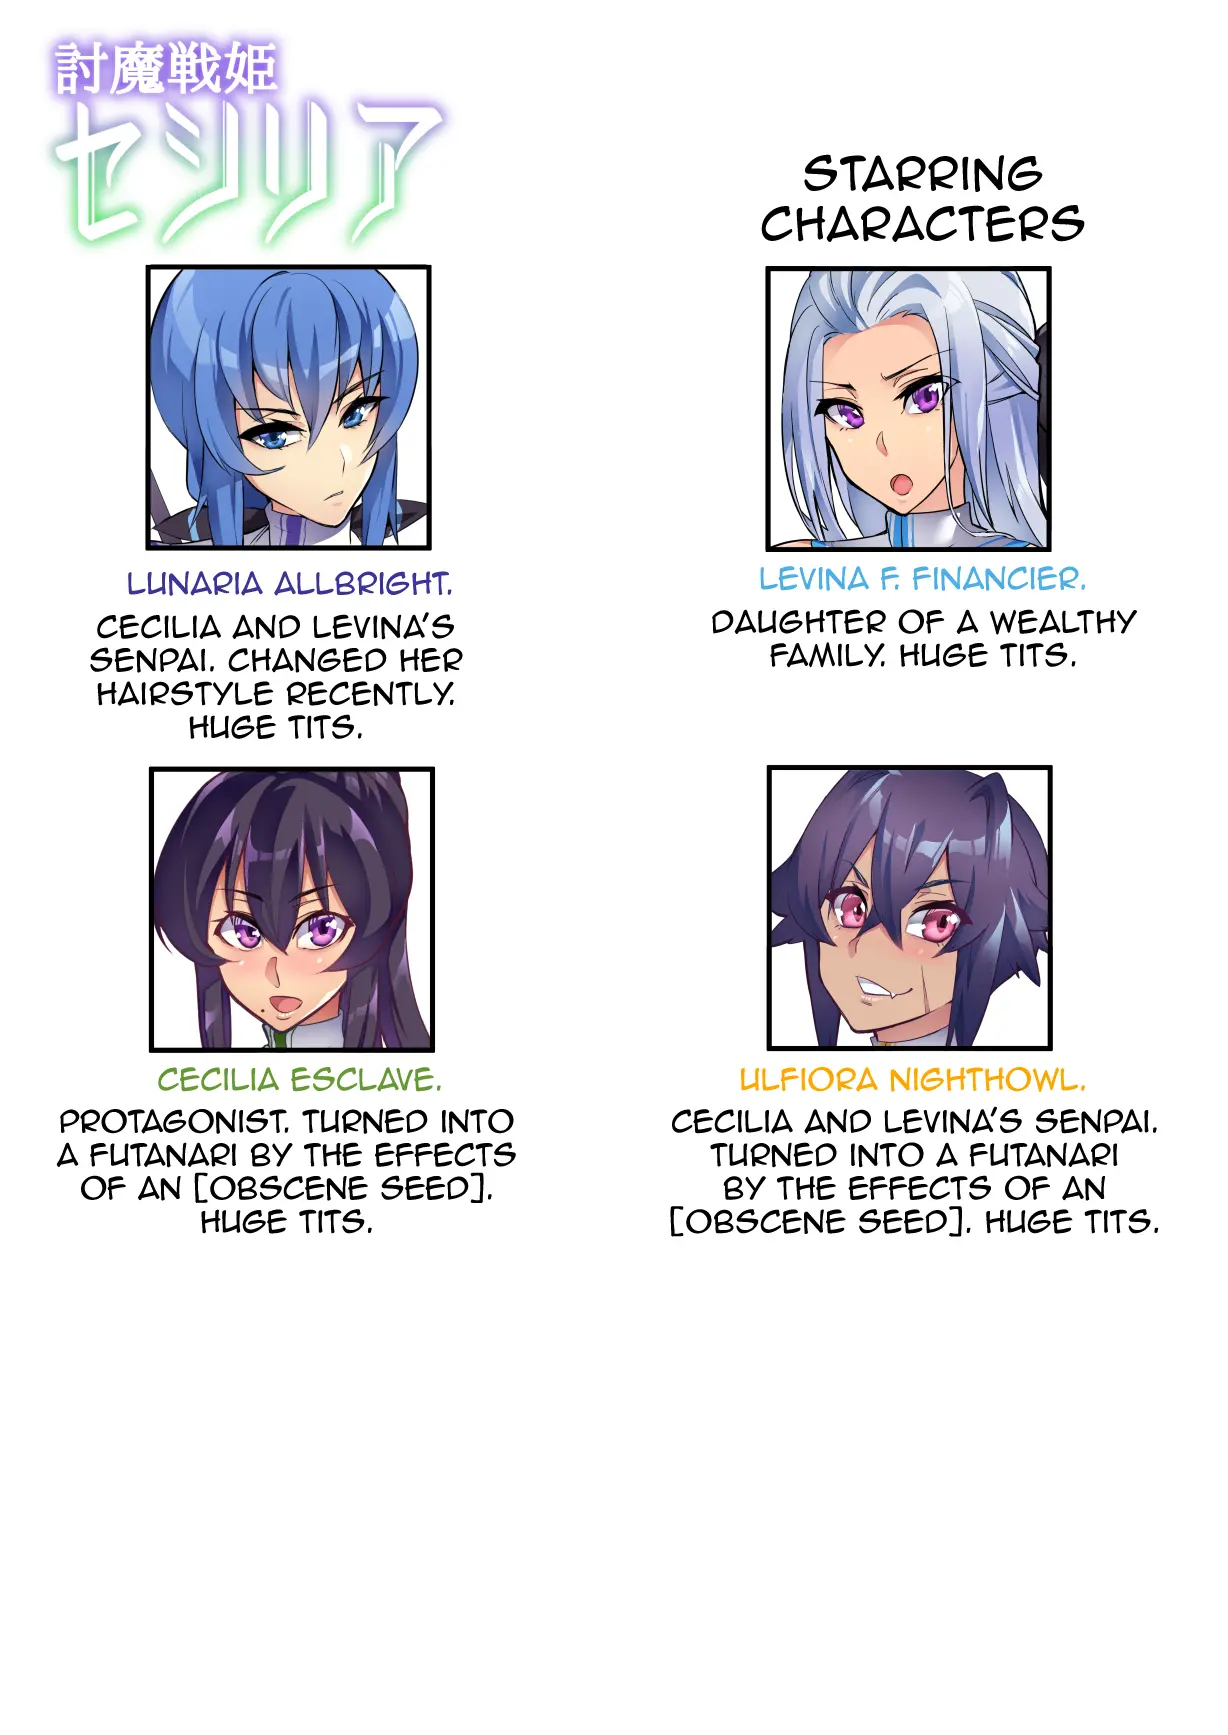 討魔戦姫
セシリア
STARRING
CHARACTERS
LUNARIA ALLBRIGHT.
CECILIA AND LEVINA'S
SENPAI. CHANGED HER
HAIRSTYLE RECENTLY.
HUGE TITS.
LEVINA F. FINANCIER.
DAUGHTER OF A WEALTHY
FAMILY. HUGE TITS.
CECILIA ESCLAVE.
PROTAGONIST. TURNED INTO
A FUTANARI BY THE EFFECTS
OF AN [OBSCENE SEED].
HUGE TITS.
ULFIORA NIGHTHOWL.
CECILIA AND LEVINA'S SENPAI.
TURNED INTO A FUTANARI
BY THE EFFECTS OF AN
[OBSCENE SEED]. HUGE TITS.